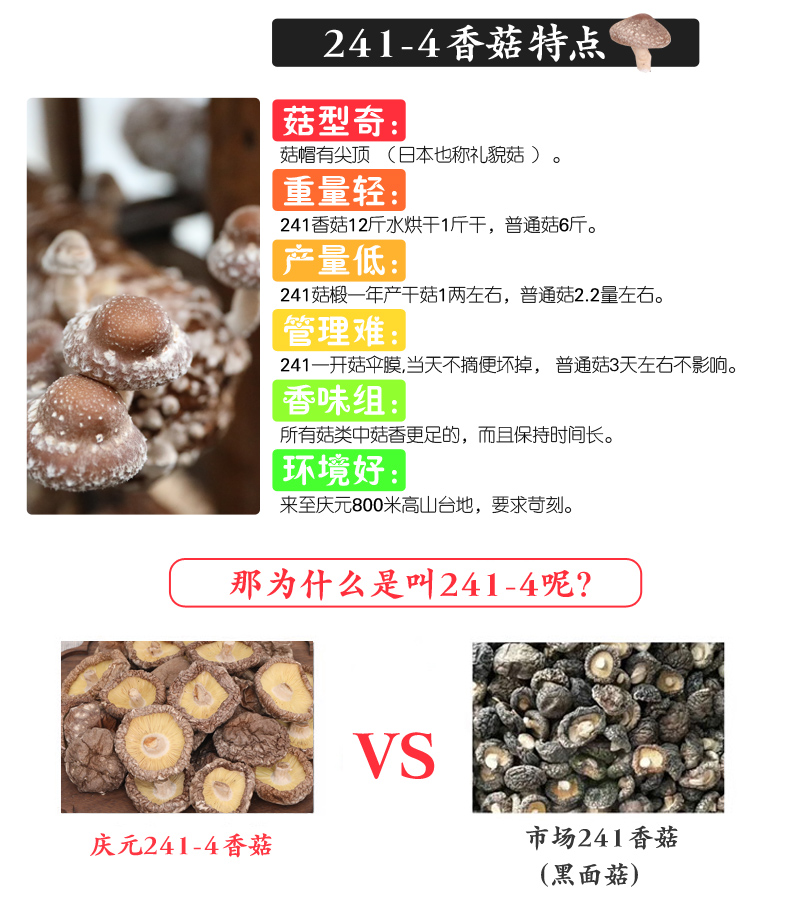 241-4香菇特点
菇型奇:
菇帽有尖顶 （日本也称礼貌菇 ）。
重量轻:
241香菇12斤水烘干1斤干，普通菇6斤。
产量低:
241菇椴一年产干菇1两左右，普通菇2.2量左右。
管理难:
241一开菇伞膜,当天不摘便坏掉， 普通菇3天左右不影响。
香味组:
所有菇类中菇香更足的，而且保持时间长。
环境好:
来至庆元800米高山台地，要求苛刻。
那为什么是叫241-4呢?
VS
庆元241-4香菇
市场241香菇
(黑面菇)